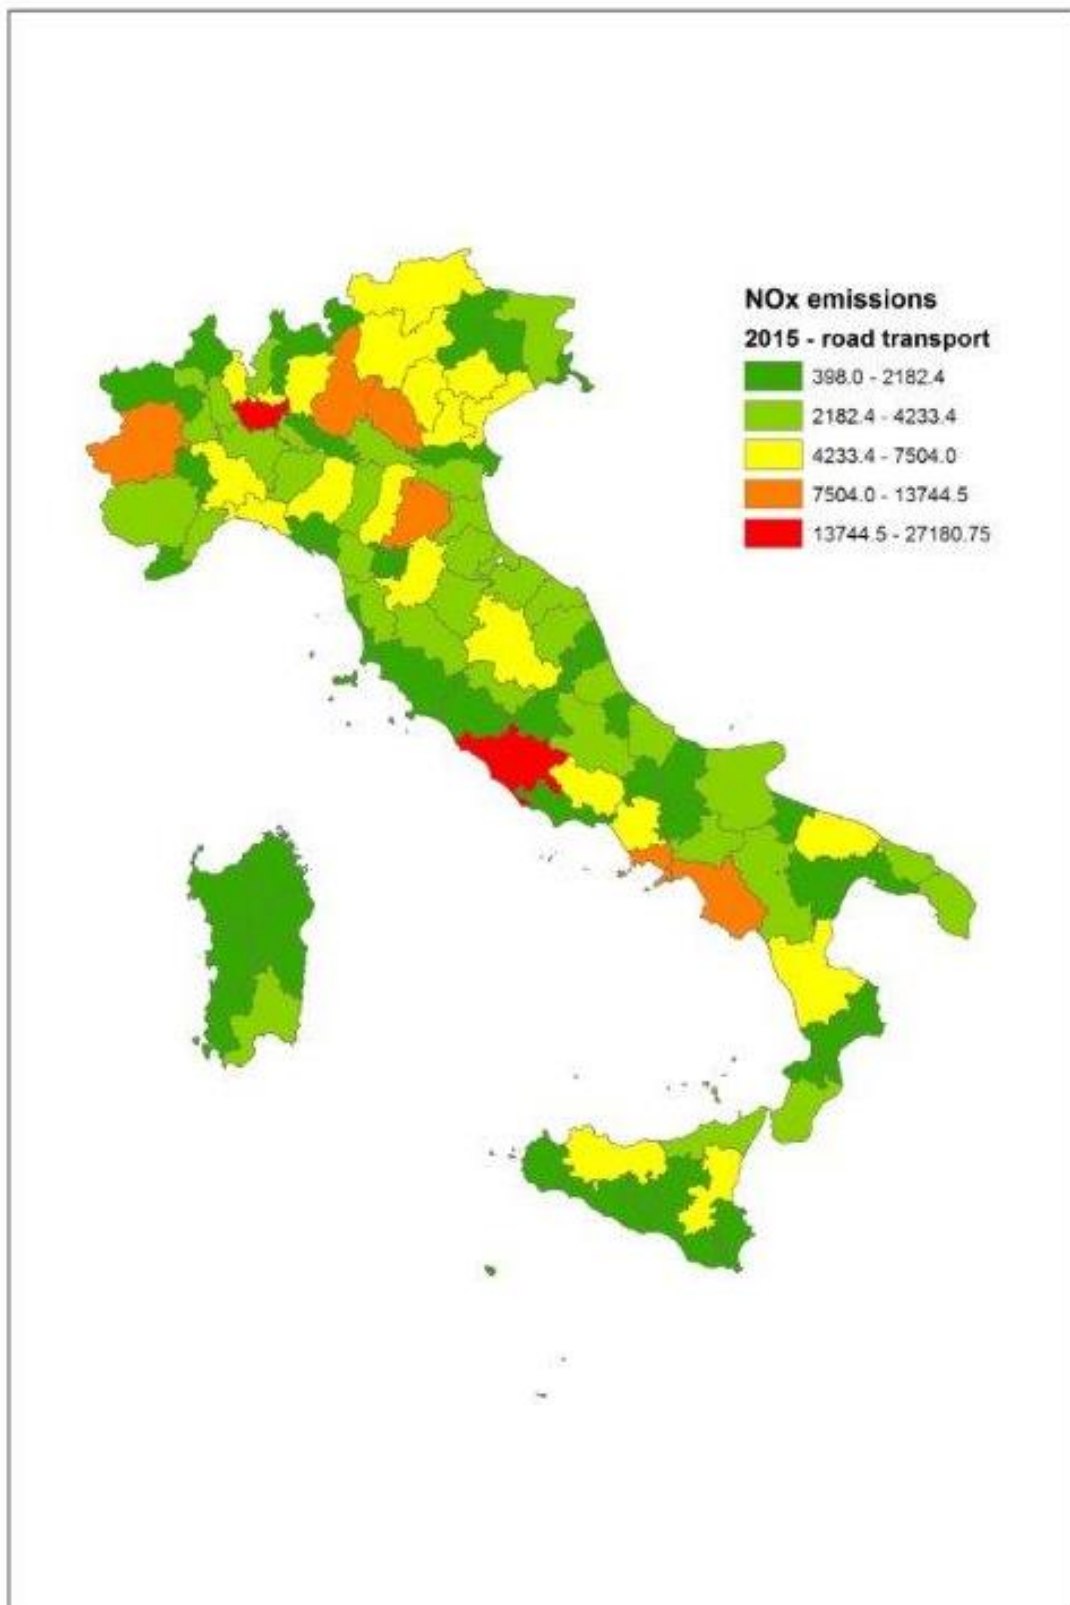 NOx emissions
2015 - road transport
398.0 - 2182.4
2182.4 - 4233.4
4233.4 - 7504.0
7504.0 - 13744.5
13744.5 - 27180.75